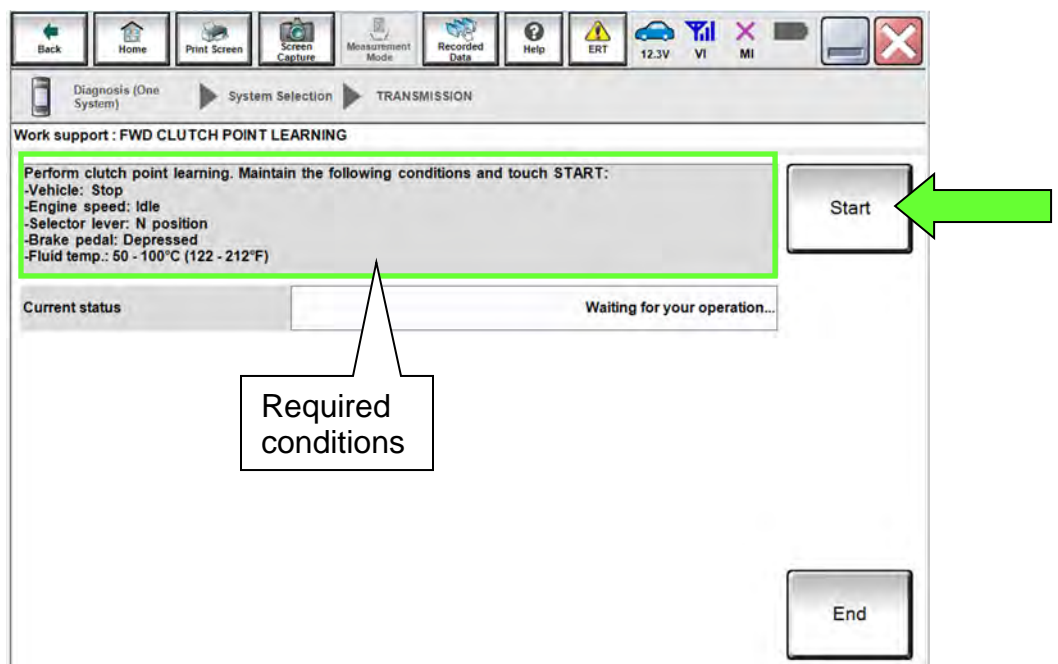 Back
Home
Print Screen
Screen
Capture
Measurement
Mode
Recorded
Data
Help
ERT
12.3V
VI
MI
Diagnosis (One
System)
System Selection
TRANSMISSION
Work support : FWD CLUTCH POINT LEARNING
Perform clutch point learning. Maintain the following conditions and touch START:
-Vehicle: Stop
-Engine speed: Idle
-Selector lever: N position
-Brake pedal: Depressed
-Fluid temp.: 50 - 100°C (122 - 212°F)
Start
Current status
Waiting for your operation...
Required
conditions
End